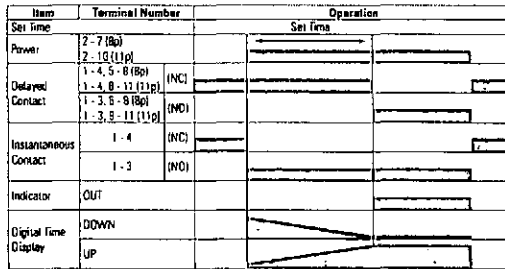 Item Terminal Number Operation
Set Time Set Time
Power 2 - 7 (8p)
2 - 10 (11p)
Delayed Contact 1 - 4, 5 - 8 (8p) (NC)
1 - 4, 8 - 11 (11p)
1 - 3, 6 - 8 (8p) (NO)
1 - 3, 9 - 11 (11p)
Instantaneous Contact 1 - 4 (NC)
1 - 3 (NO)
Indicator OUT
Digital Time Display DOWN
UP